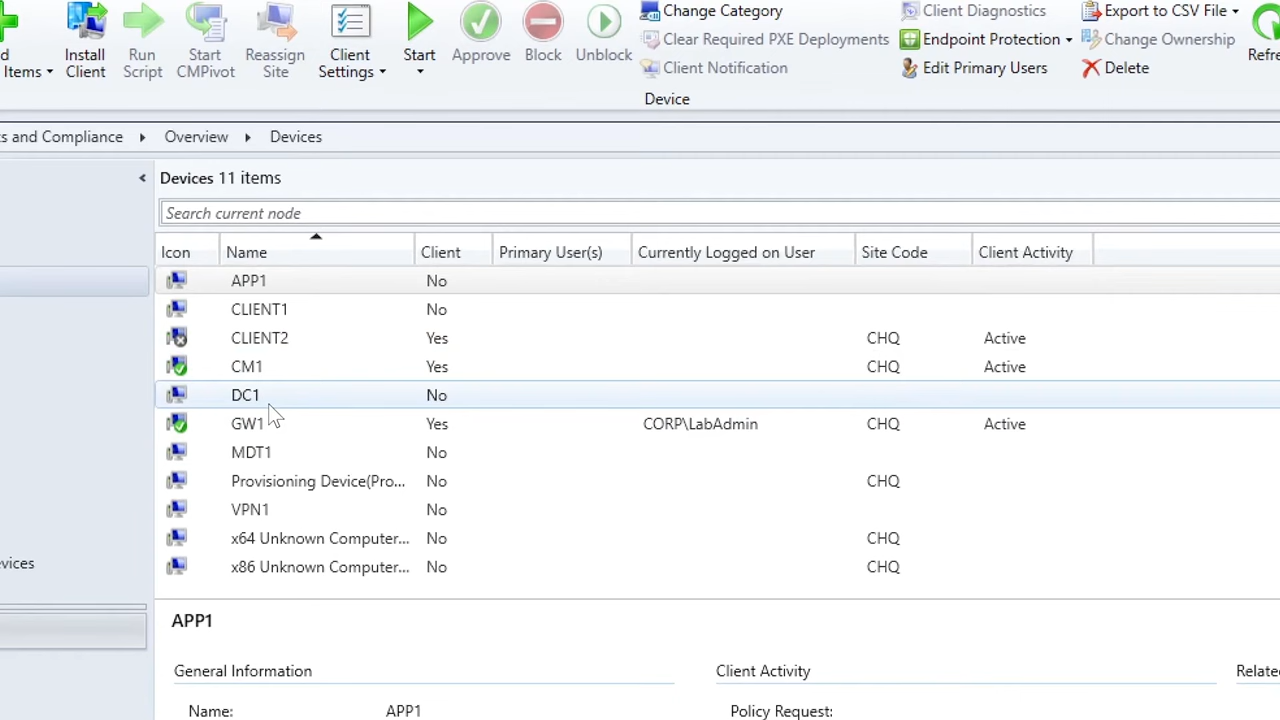 Change Category
Client Diagnostics
Export to CSV File
Clear Required PXE Deployments
Endpoint Protection
Change Ownership
Client Notification
Edit Primary Users
Delete
Items
Install
Client
Run
Script
Start
CMPivot
Reassign
Site
Client
Settings
Start
Approve
Block
Unblock
Refre
Device
s and Compliance
Overview
Devices
Devices 11 items
Search current node
Icon Name Client Primary User(s) Currently Logged on User Site Code Client Activity
APP1 No
CLIENT1 No
CLIENT2 Yes CHQ Active
CM1 Yes CHQ Active
DC1 No
GW1 Yes CORP\LabAdmin CHQ Active
MDT1 No
Provisioning Device(Pro... No CHQ
VPN1 No
x64 Unknown Computer... No CHQ
x86 Unknown Computer... No CHQ
evices
APP1
General Information
Client Activity
Relate
Name: APP1
Policy Request: